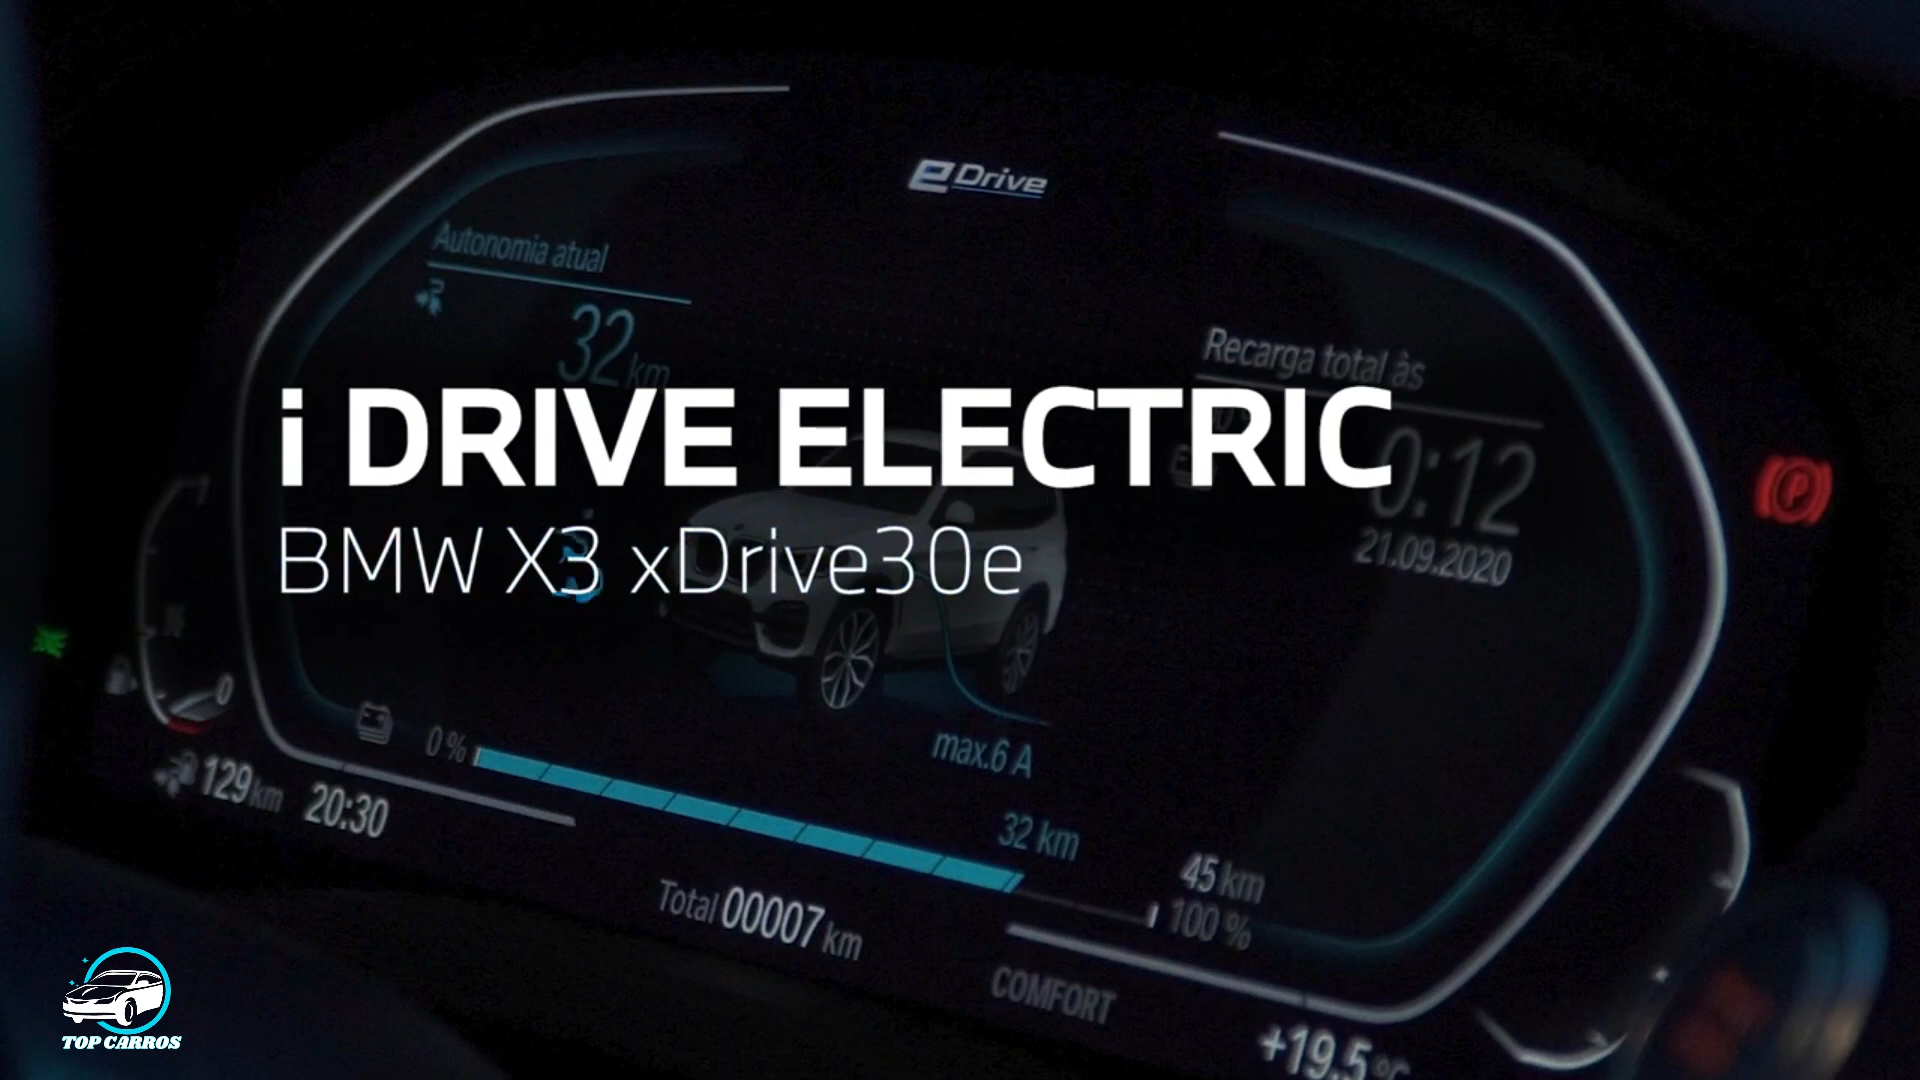 eDrive
Autonomia atual
32 km
Recarga total às
0:12
21.09.2020
i DRIVE ELECTRIC
BMW X3 xDrive30e
P
0
0 %
max.6 A
129 km 20:30
32 km
45 km
100 %
Total 00007 km
COMFORT
+19.5 °C
TOP CARROS